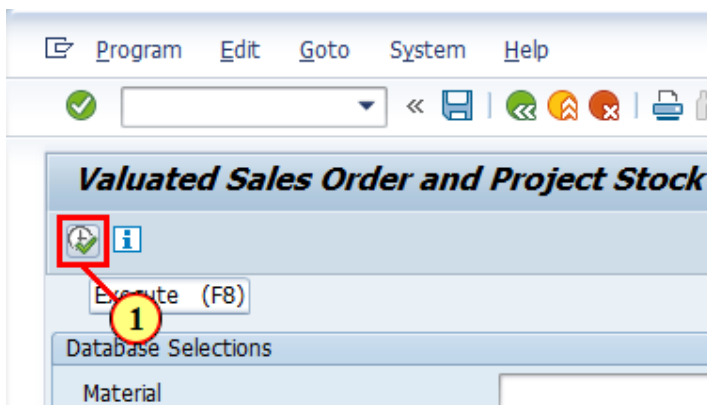 Program Edit Goto System Help
Valuated Sales Order and Project Stock
Execute (F8)
1
Database Selections
Material